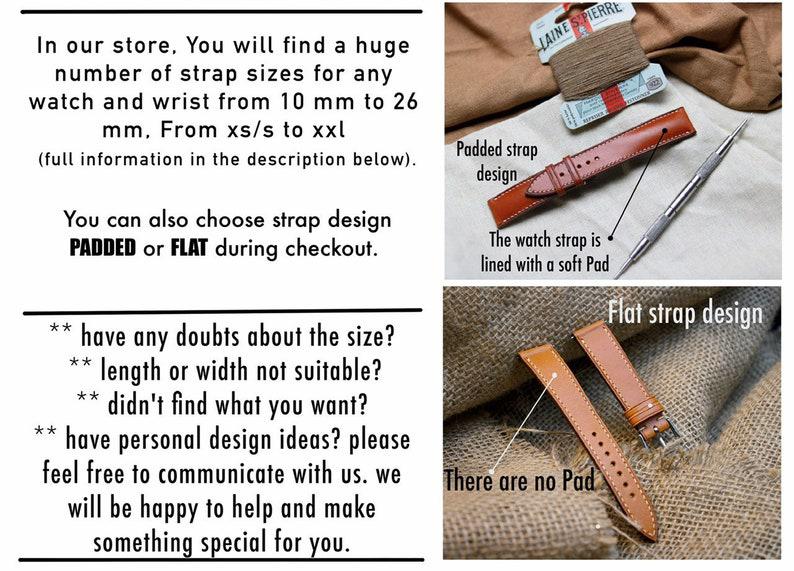 In our store, You will find a huge
number of strap sizes for any
watch and wrist from 10 mm to 26
mm, From xs/s to xxl
(full information in the description below).
You can also choose strap design
PADDED or FLAT during checkout.
** have any doubts about the size?
** length or width not suitable?
** didn't find what you want?
** have personal design ideas? please
feel free to communicate with us. we
will be happy to help and make
something special for you.
LAINE ST PIERRE
Padded strap
design
The watch strap is
lined with a soft Pad
Flat strap design
There are no Pad